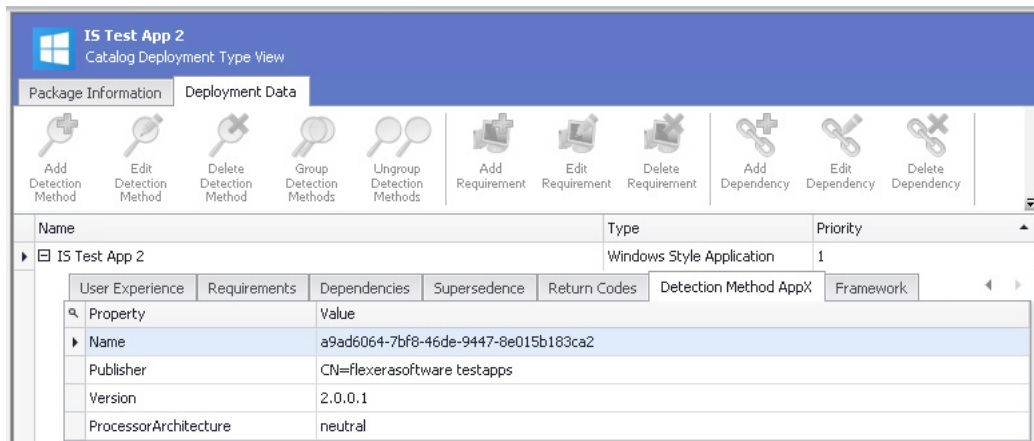 IS Test App 2
Catalog Deployment Type View
Package Information Deployment Data
Add Detection Method
Edit Detection Method
Delete Detection Method
Group Detection Methods
Ungroup Detection Methods
Add Requirement
Edit Requirement
Delete Requirement
Add Dependency
Edit Dependency
Delete Dependency
Name Type Priority
IS Test App 2 Windows Style Application 1
User Experience Requirements Dependencies Supersedence Return Codes Detection Method AppX Framework
Property Value
Name a9ad6064-7bf8-46de-9447-8e015b183ca2
Publisher CN=flexerasoftware testapps
Version 2.0.0.1
ProcessorArchitecture neutral